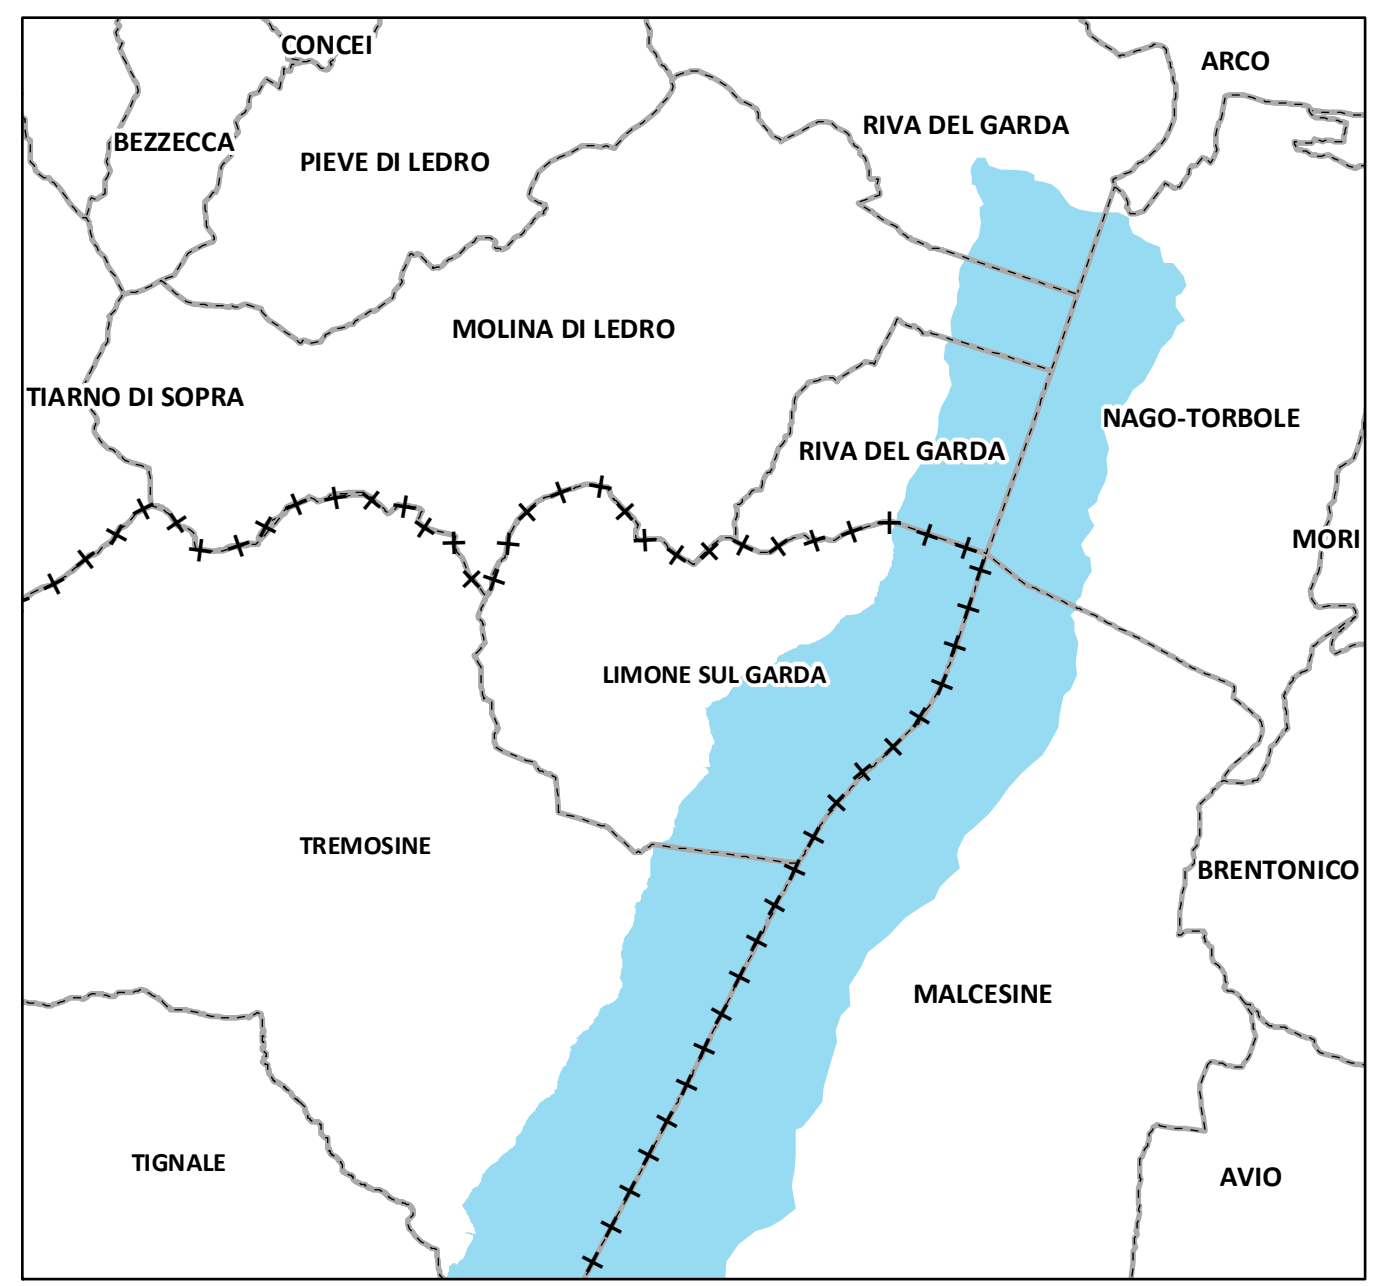 CONCEI
ARCO
RIVA DEL GARDA
BEZZECCA
PIEVE DI LEDRO
MOLINA DI LEDRO
TIARNO DI SOPRA
NAGO-TORBOLE
RIVA DEL GARDA
MORI
LIMONE SUL GARDA
TREMOSINE
BRENTONICO
MALCESINE
TIGNALE
AVIO